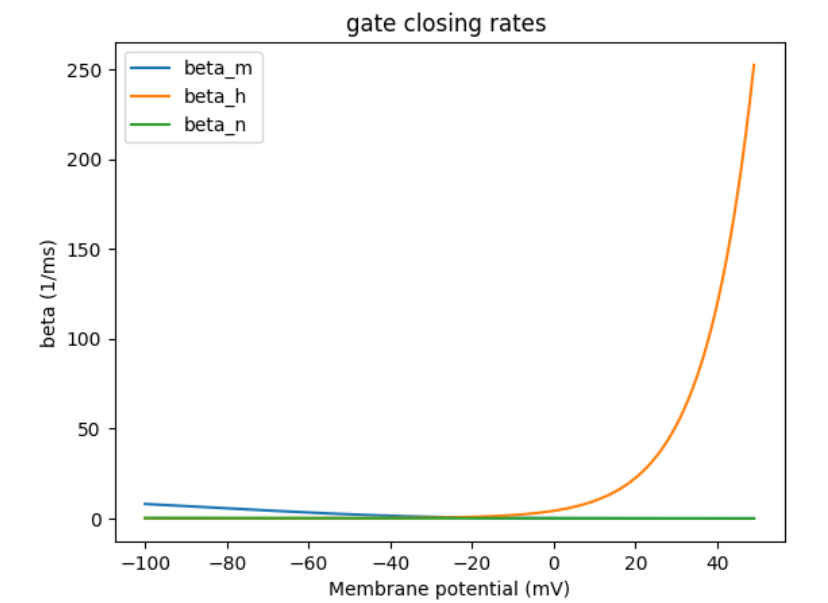 gate closing rates
beta_m
beta_h
beta_n
250
200
150
100
50
0
beta (1/ms)
−100 −80 −60 −40 −20 0 20 40
Membrane potential (mV)